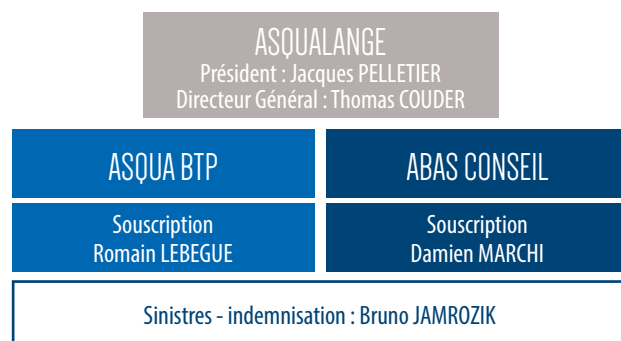 ASQUALANGE
Président : Jacques PELLETIER
Directeur Général : Thomas COUDER
ASQUA BTP
ABAS CONSEIL
Souscription
Romain LEBEGUE
Souscription
Damien MARCHI
Sinistres - indemnisation : Bruno JAMROZIK